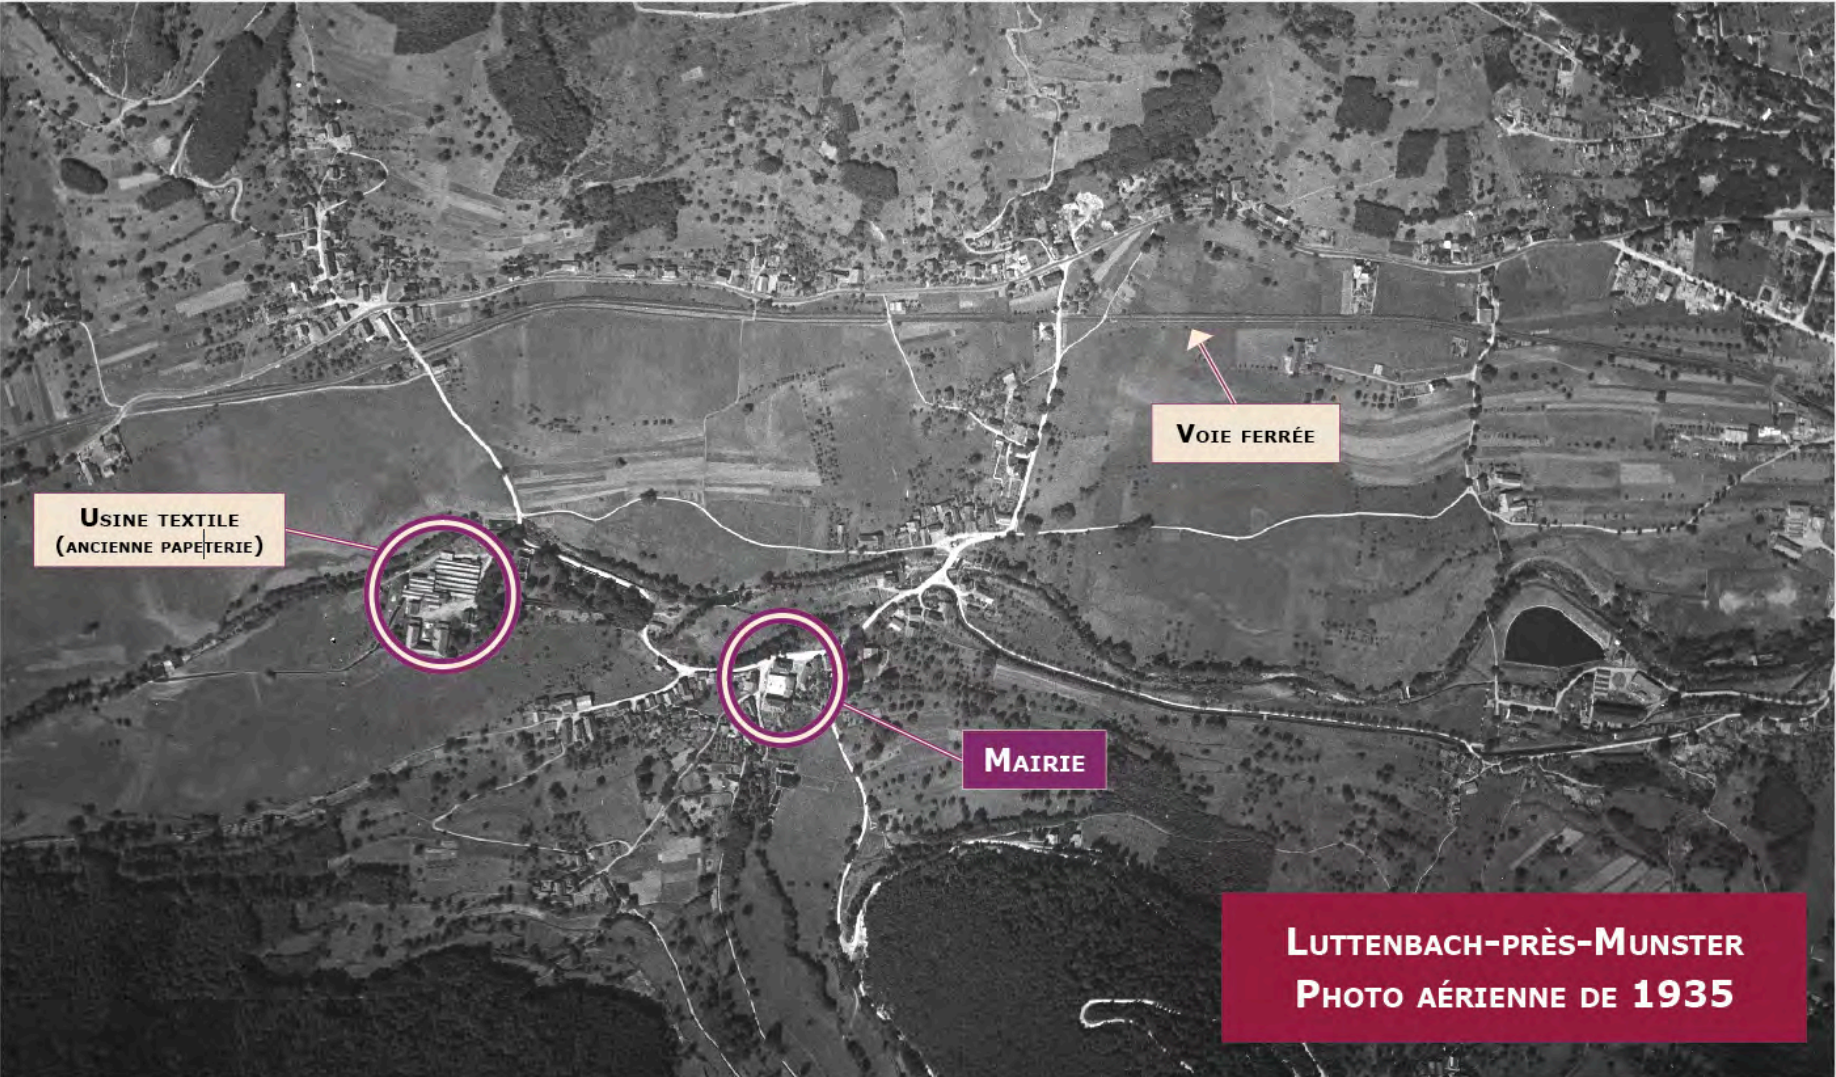 Voie ferrée
Usine textile
(ancienne papeterie)
Mairie
Luttenbach-près-Munster
Photo aérienne de 1935